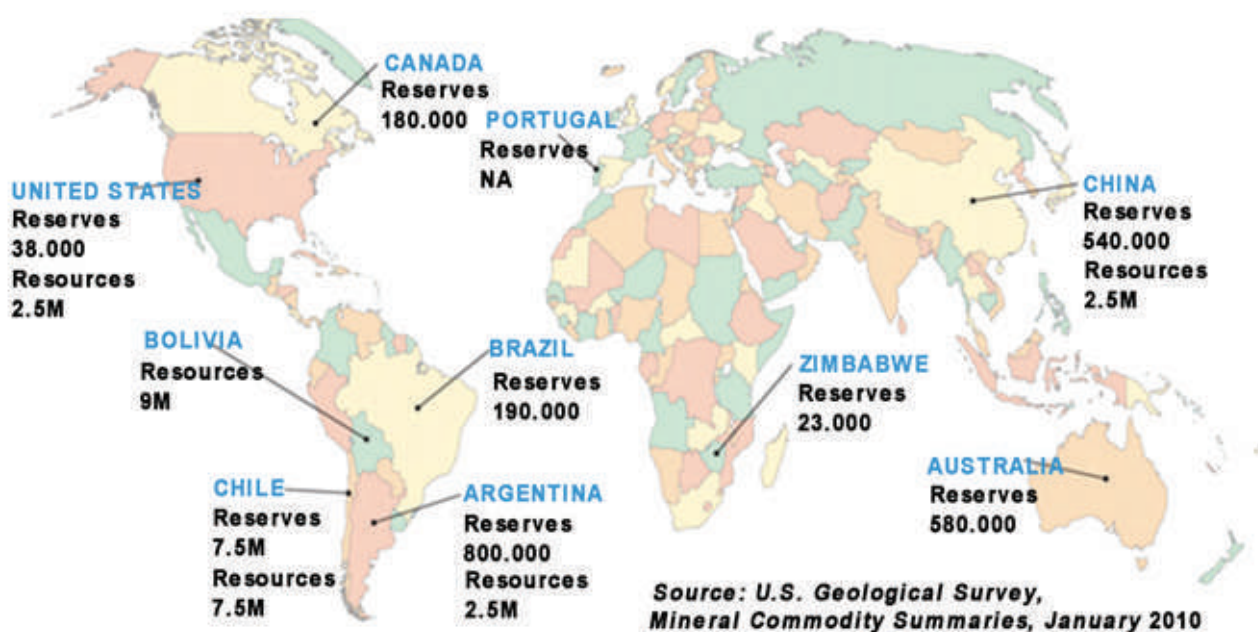 CANADA
Reserves
180.000
PORTUGAL
Reserves
NA
UNITED STATES
Reserves
38.000
Resources
2.5M
CHINA
Reserves
540.000
Resources
2.5M
BOLIVIA
Resources
9M
BRAZIL
Reserves
190.000
ZIMBABWE
Reserves
23.000
CHILE
Reserves
7.5M
Resources
7.5M
ARGENTINA
Reserves
800.000
Resources
2.5M
AUSTRALIA
Reserves
580.000
Source: U.S. Geological Survey,
Mineral Commodity Summaries, January 2010